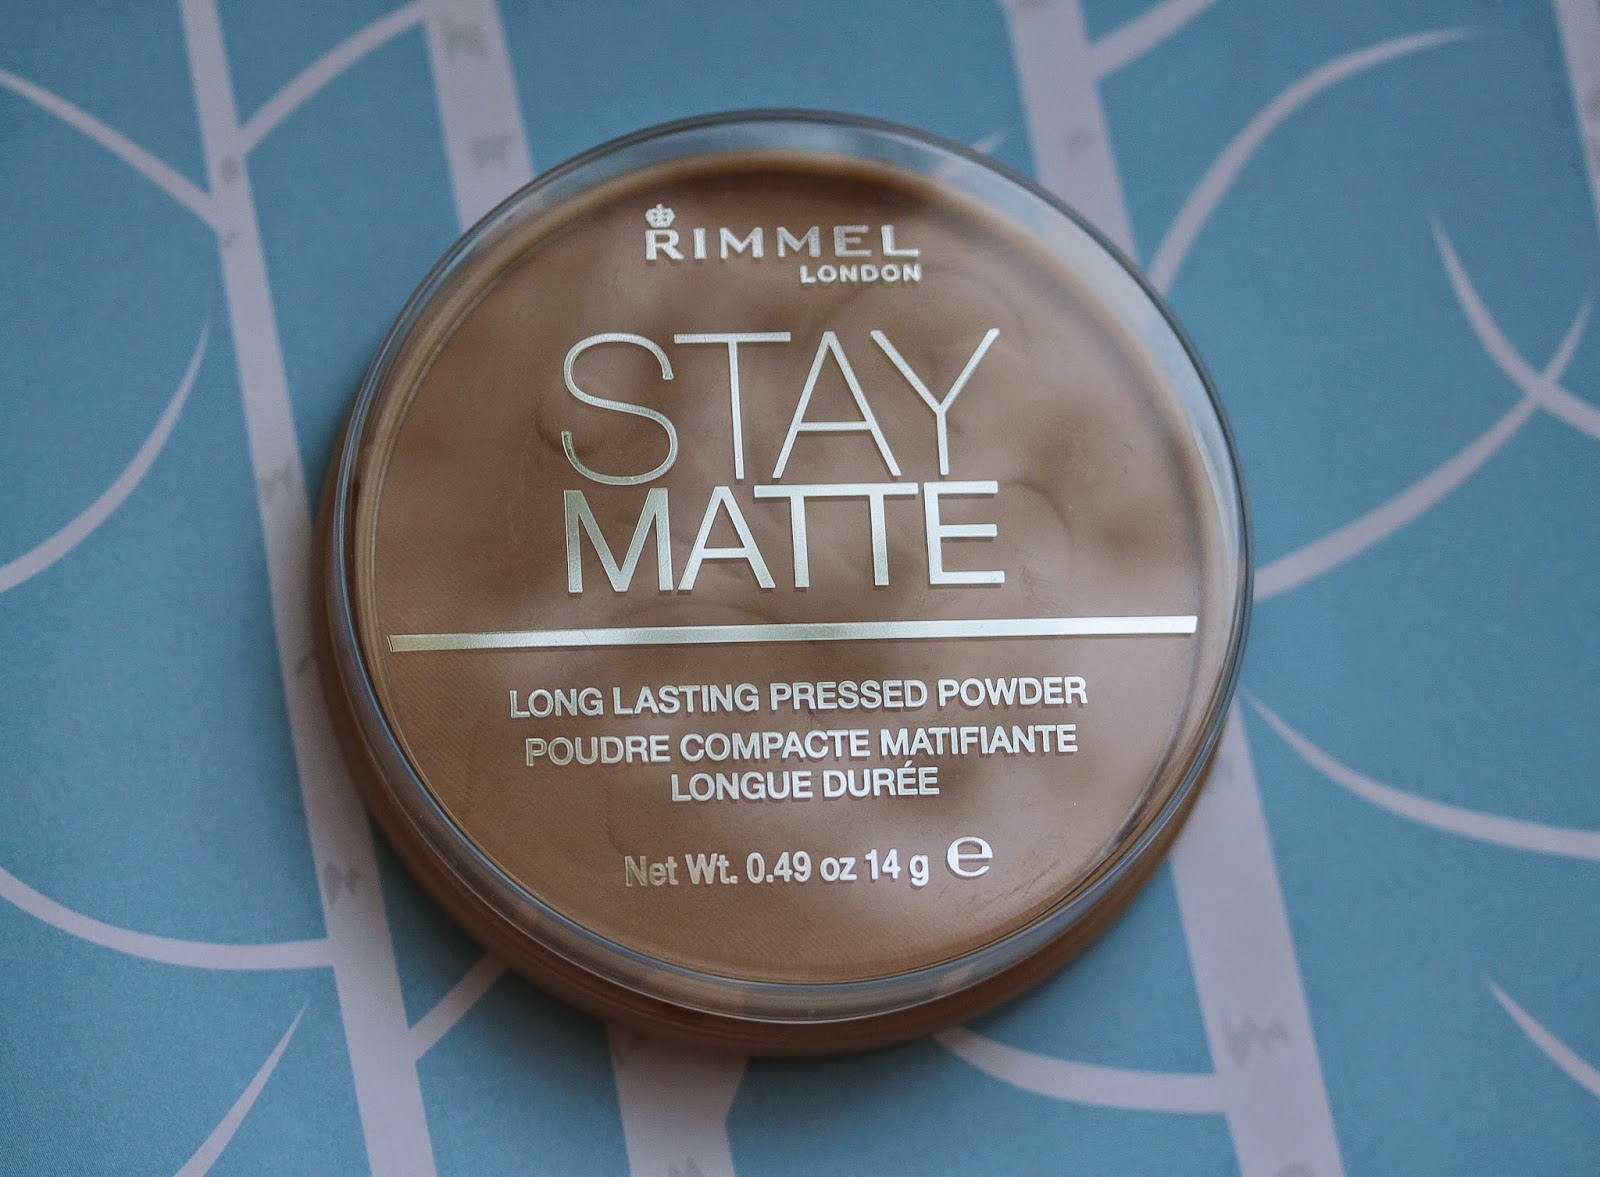 RIMMEL
LONDON
STAY
MATTE
LONG LASTING PRESSED POWDER
POUDRE COMPACTE MATIFIANTE
LONGUE DURÉE
Net Wt. 0.49 oz 14 g ℮